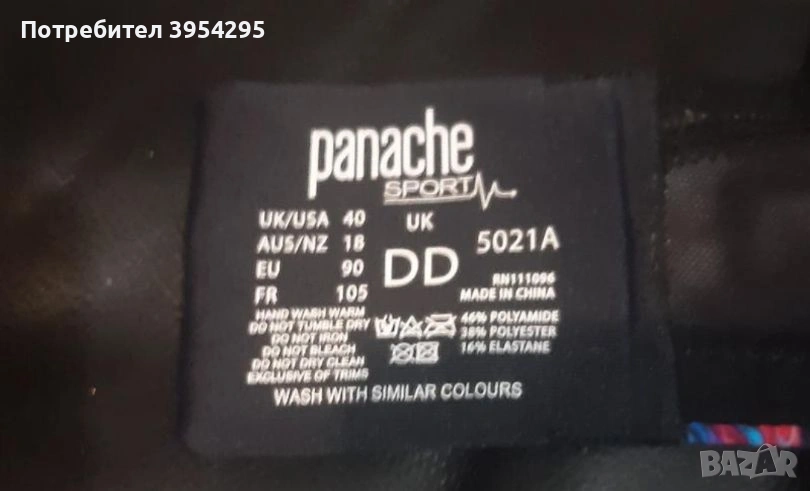 Потребител 3954295
panache
SPORT
UK/USA 40
AUS/NZ 18
EU 90
FR 105
UK
DD
5021A
RN111096
MADE IN CHINA
HAND WASH WARM
DO NOT TUMBLE DRY
DO NOT IRON
DO NOT BLEACH
DO NOT DRY CLEAN
EXCLUSIVE OF TRIMS
46% POLYAMIDE
38% POLYESTER
16% ELASTANE
WASH WITH SIMILAR COLOURS
BAZAR